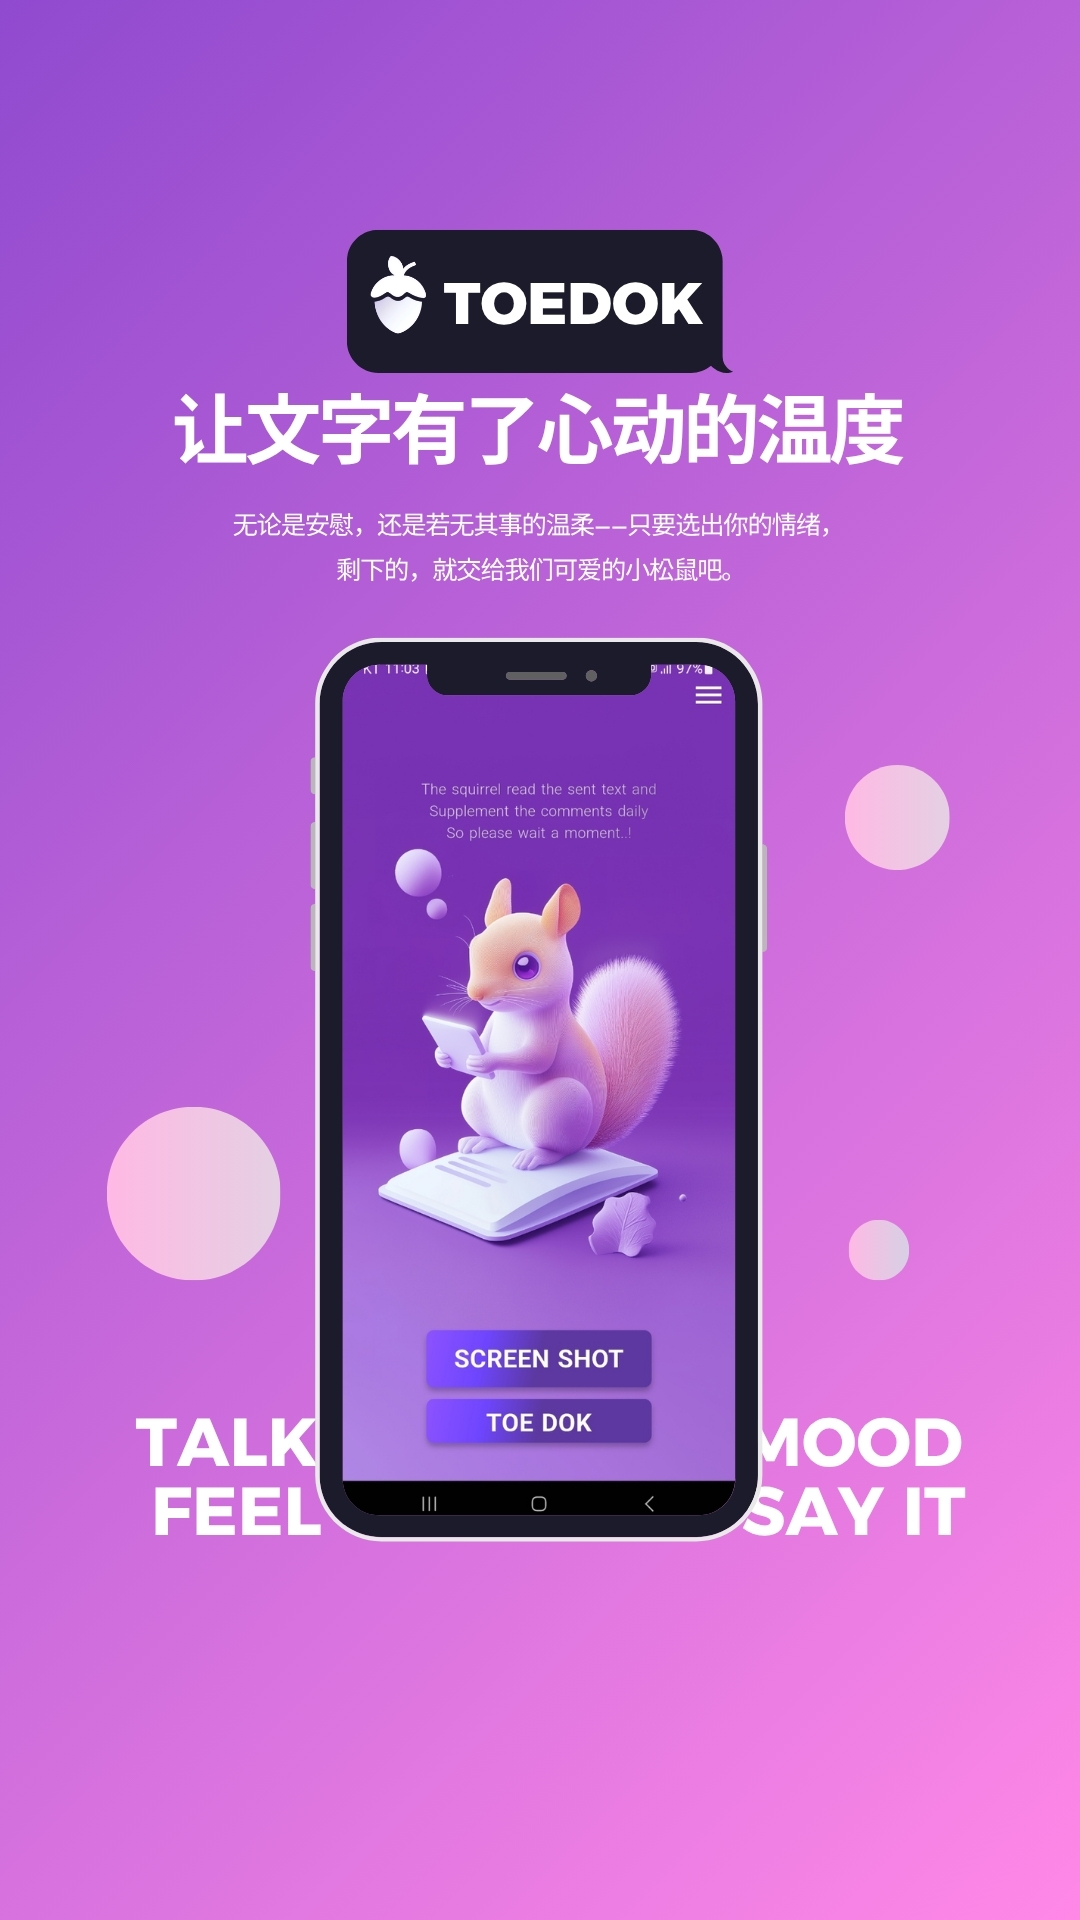 TOEDOK
让文字有了心动的温度
无论是安慰，还是若无其事的温柔——只要选出你的情绪，
剩下的，就交给我们可爱的小松鼠吧。
KT 11:03
97%
The squirrel read the sent text and
Supplement the comments daily
So please wait a moment..!
SCREEN SHOT
TOE DOK
TALK MOOD
FEEL SAY IT